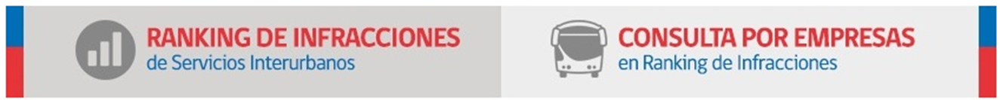 RANKING DE INFRACCIONES
de Servicios Interurbanos
CONSULTA POR EMPRESAS
en Ranking de Infracciones